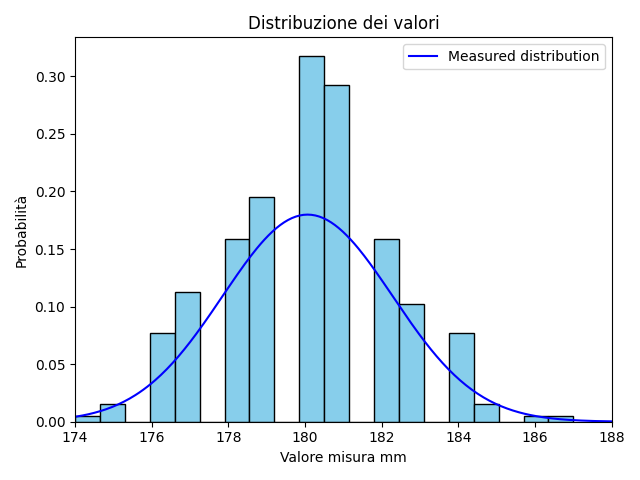 Distribuzione dei valori
Measured distribution
0.30
0.25
0.20
0.15
0.10
0.05
0.00
Probabilità
174 176 178 180 182 184 186 188
Valore misura mm